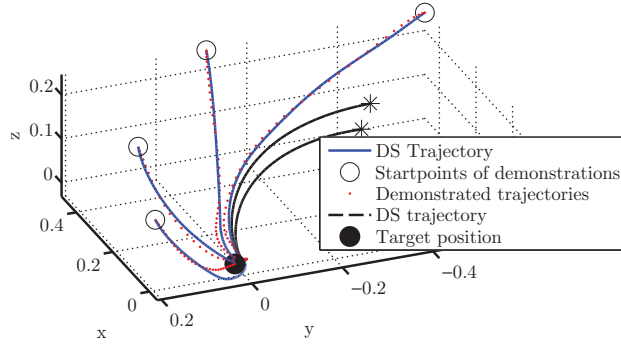 0.2
0.1
0
z
0.4
0.2
0
x
0.2
0
−0.2
−0.4
y
DS Trajectory
Startpoints of demonstrations
Demonstrated trajectories
DS trajectory
Target position